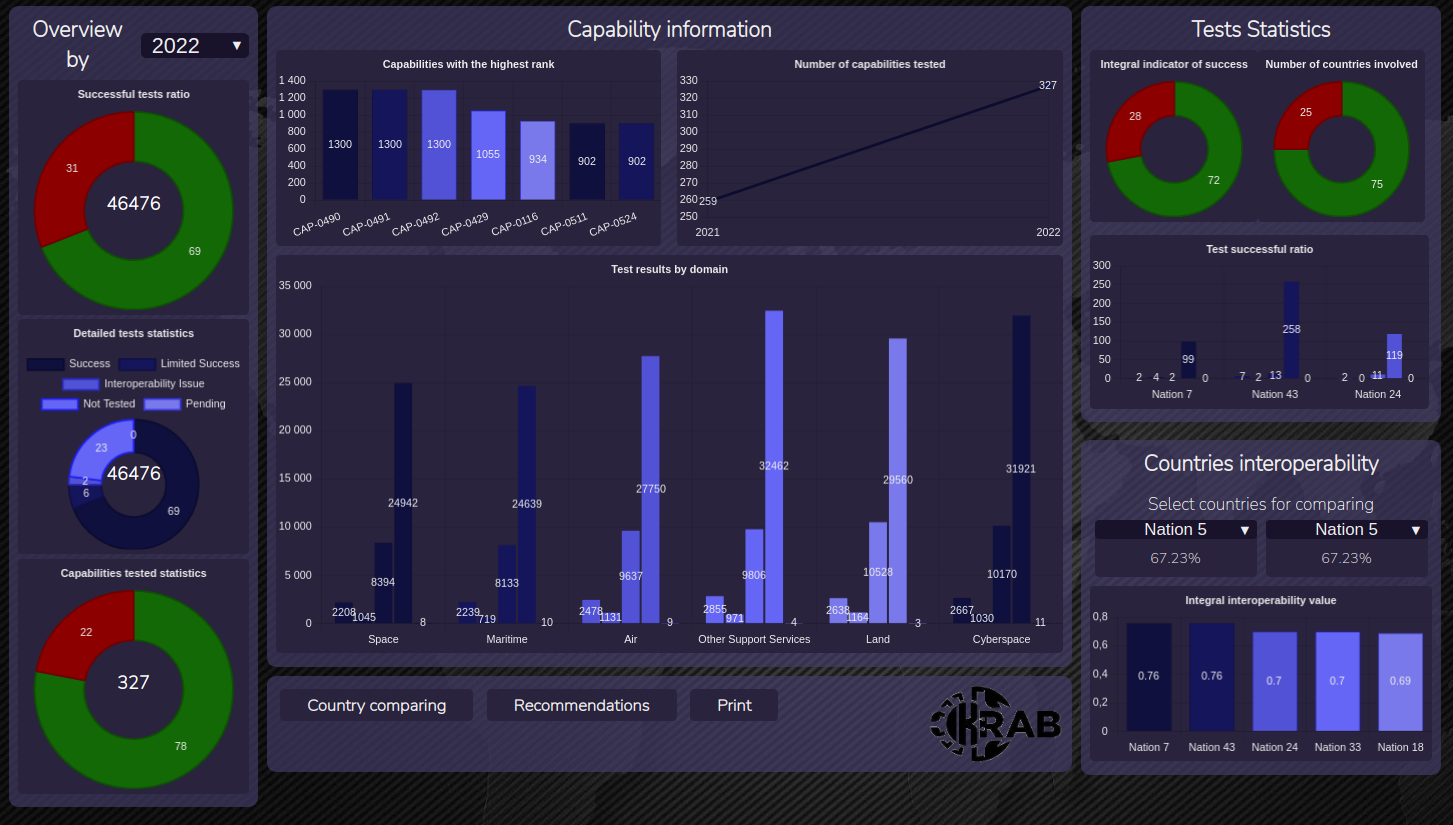 Overview
by
2022
Successful tests ratio
31
46476
69
Detailed tests statistics
Success
Limited Success
Interoperability Issue
Not Tested
Pending
0
23
46476
2
6
69
Capabilities tested statistics
22
327
78
Capability information
Capabilities with the highest rank
1 400
1 200
1 000
800
600
400
200
0
1300
1300
1300
1055
934
902
902
CAP-0490
CAP-0491
CAP-0492
CAP-0429
CAP-0116
CAP-0511
CAP-0524
Number of capabilities tested
330
320
310
300
290
280
270
260
250
259
327
2021
2022
Test results by domain
35 000
30 000
25 000
20 000
15 000
10 000
5 000
0
2208
1045
8394
24942
8
2239
719
8133
24639
10
2478
1131
9637
27750
9
2855
971
9806
32462
4
2638
1164
10528
29560
3
2667
1030
10170
31921
11
Space
Maritime
Air
Other Support Services
Land
Cyberspace
Country comparing
Recommendations
Print
KRAB
Tests Statistics
Integral indicator of success
28
72
Number of countries involved
25
75
Test successful ratio
300
250
200
150
100
50
0
2
4
2
99
0
7
2
13
258
0
2
0
11
119
0
Nation 7
Nation 43
Nation 24
Countries interoperability
Select countries for comparing
Nation 5
Nation 5
67.23%
67.23%
Integral interoperability value
0,8
0,6
0,4
0,2
0
0.76
0.76
0.7
0.7
0.69
Nation 7
Nation 43
Nation 24
Nation 33
Nation 18